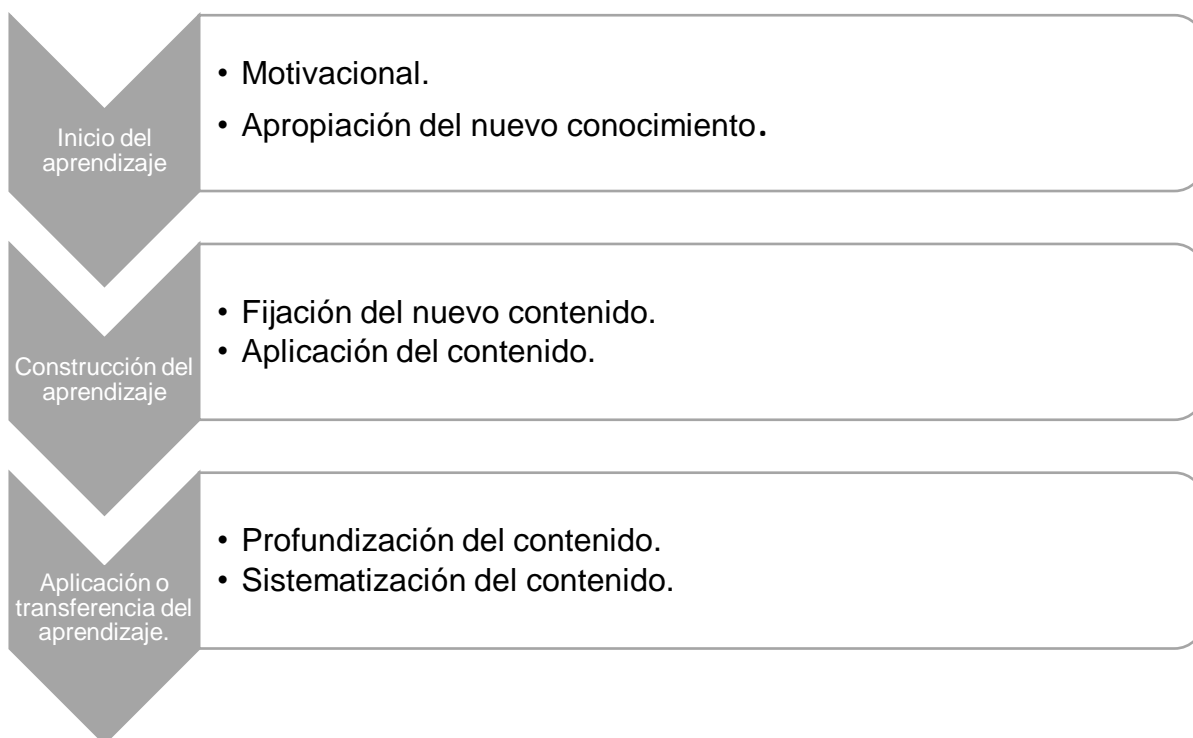 Inicio del
aprendizaje
• Motivacional.
• Apropiación del nuevo conocimiento.
Construcción del
aprendizaje
• Fijación del nuevo contenido.
• Aplicación del contenido.
Aplicación o
transferencia del
aprendizaje.
• Profundización del contenido.
• Sistematización del contenido.